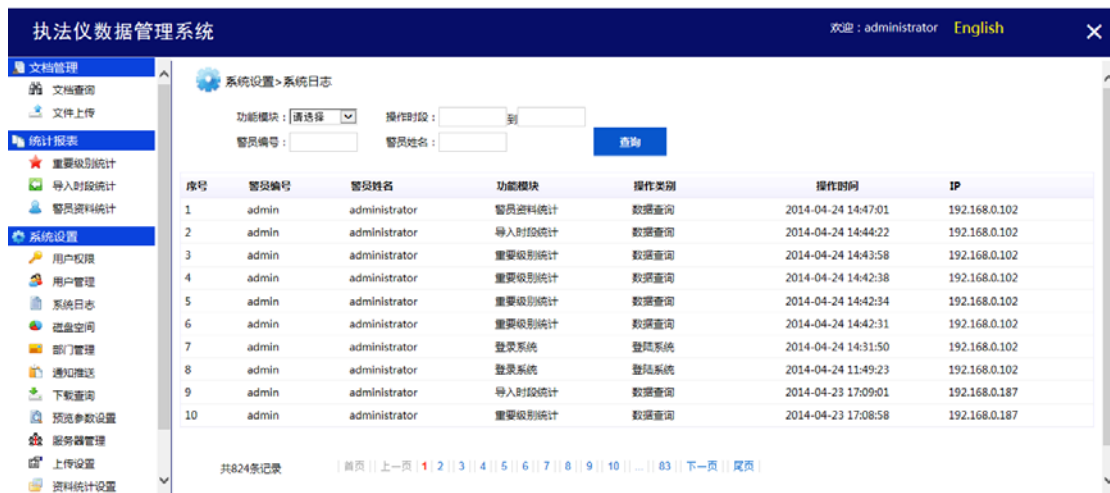 执法仪数据管理系统
欢迎：administrator English
文档管理
文档查询
文件上传
统计报表
重要级别统计
导入时段统计
警员资料统计
系统设置
用户权限
用户管理
系统日志
磁盘空间
部门管理
通知推送
下载查询
预览参数设置
服务器管理
上传设置
资料统计设置
系统设置>系统日志
功能模块：请选择 操作时段： 到
警员编号： 警员姓名： 查询
序号 警员编号 警员姓名 功能模块 操作类别 操作时间 IP
1 admin administrator 警员资料统计 数据查询 2014-04-24 14:47:01 192.168.0.102
2 admin administrator 导入时段统计 数据查询 2014-04-24 14:44:22 192.168.0.102
3 admin administrator 重要级别统计 数据查询 2014-04-24 14:43:58 192.168.0.102
4 admin administrator 重要级别统计 数据查询 2014-04-24 14:42:38 192.168.0.102
5 admin administrator 重要级别统计 数据查询 2014-04-24 14:42:34 192.168.0.102
6 admin administrator 重要级别统计 数据查询 2014-04-24 14:42:31 192.168.0.102
7 admin administrator 登录系统 登陆系统 2014-04-24 14:31:50 192.168.0.102
8 admin administrator 登录系统 登陆系统 2014-04-24 11:49:23 192.168.0.102
9 admin administrator 导入时段统计 数据查询 2014-04-23 17:09:01 192.168.0.187
10 admin administrator 重要级别统计 数据查询 2014-04-23 17:08:58 192.168.0.187
共824条记录 | 首页 || 上一页 | 1 | 2 || 3 || 4 || 5 || 6 || 7 || 8 || 9 || 10 || ... || 83 || 下一页 || 尾页 |